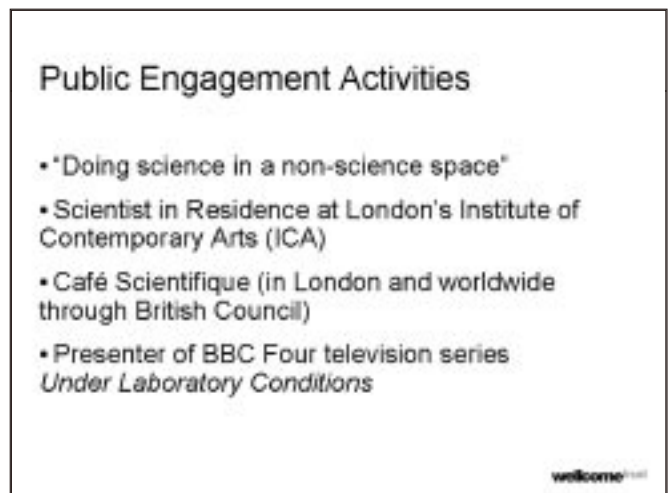 Public Engagement Activities
• "Doing science in a non-science space"
• Scientist in Residence at London's Institute of
Contemporary Arts (ICA)
• Café Scientifique (in London and worldwide
through British Council)
• Presenter of BBC Four television series
Under Laboratory Conditions
wellcometrust